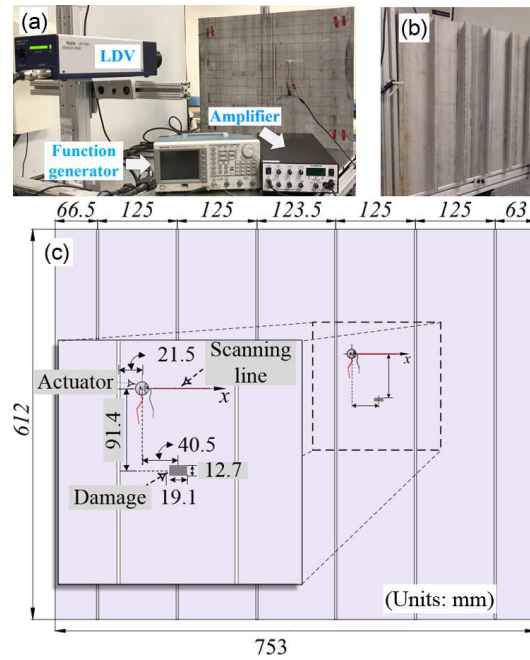 (a)
LDV
Amplifier
Function
generator
(b)
66.5 125 125 123.5 125 125 63
(c)
612
21.5
Scanning
line
Actuator
x
x
91.4
40.5
12.7
Damage
19.1
(Units: mm)
753